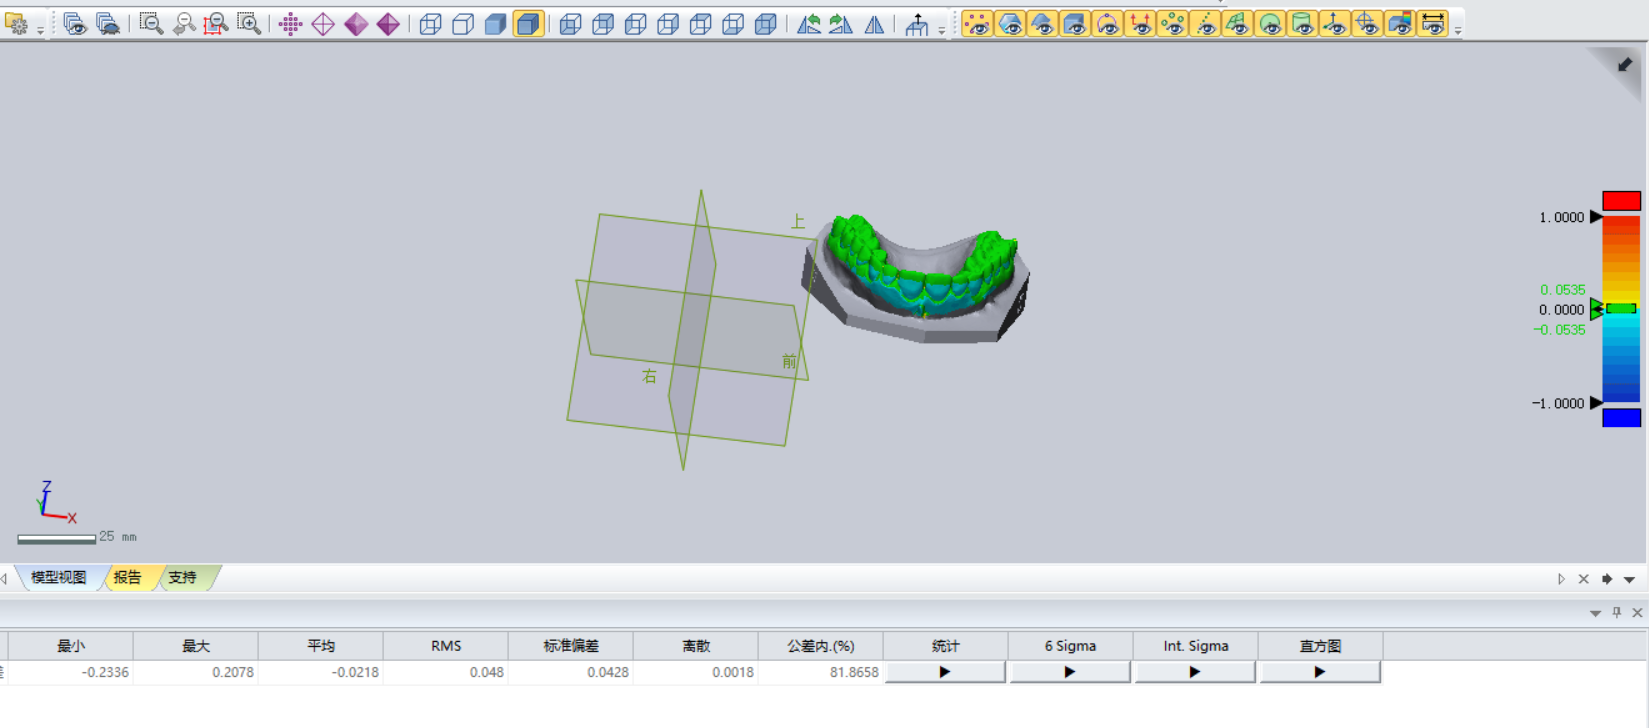 上
1.0000
0.0535
0.0000
-0.0535
前
右
-1.0000
Z
Y
X
25 mm
模型视图 报告 支持
最小 最大 平均 RMS 标准偏差 离散 公差内.(%) 统计 6 Sigma Int. Sigma 直方图
-0.2336 0.2078 -0.0218 0.048 0.0428 0.0018 81.8658